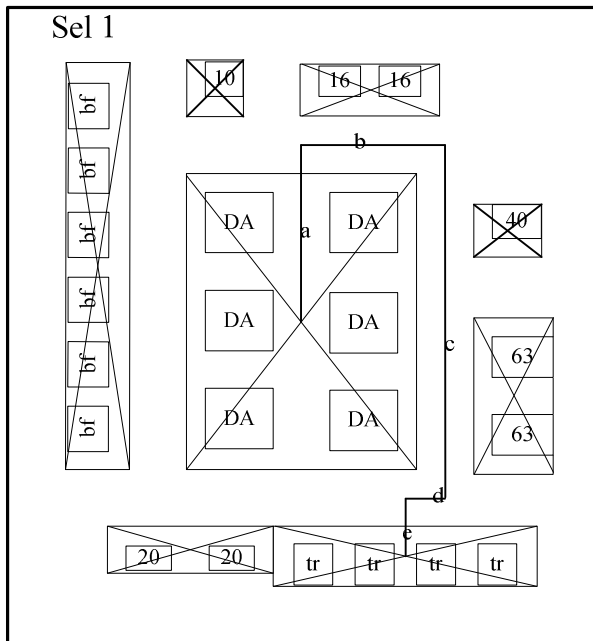 Sel 1
10
16 16
b
bf
bf
bf
bf
bf
bf
DA DA
a
40
DA DA
c
63
63
DA DA
d
e
20 20
tr tr tr tr